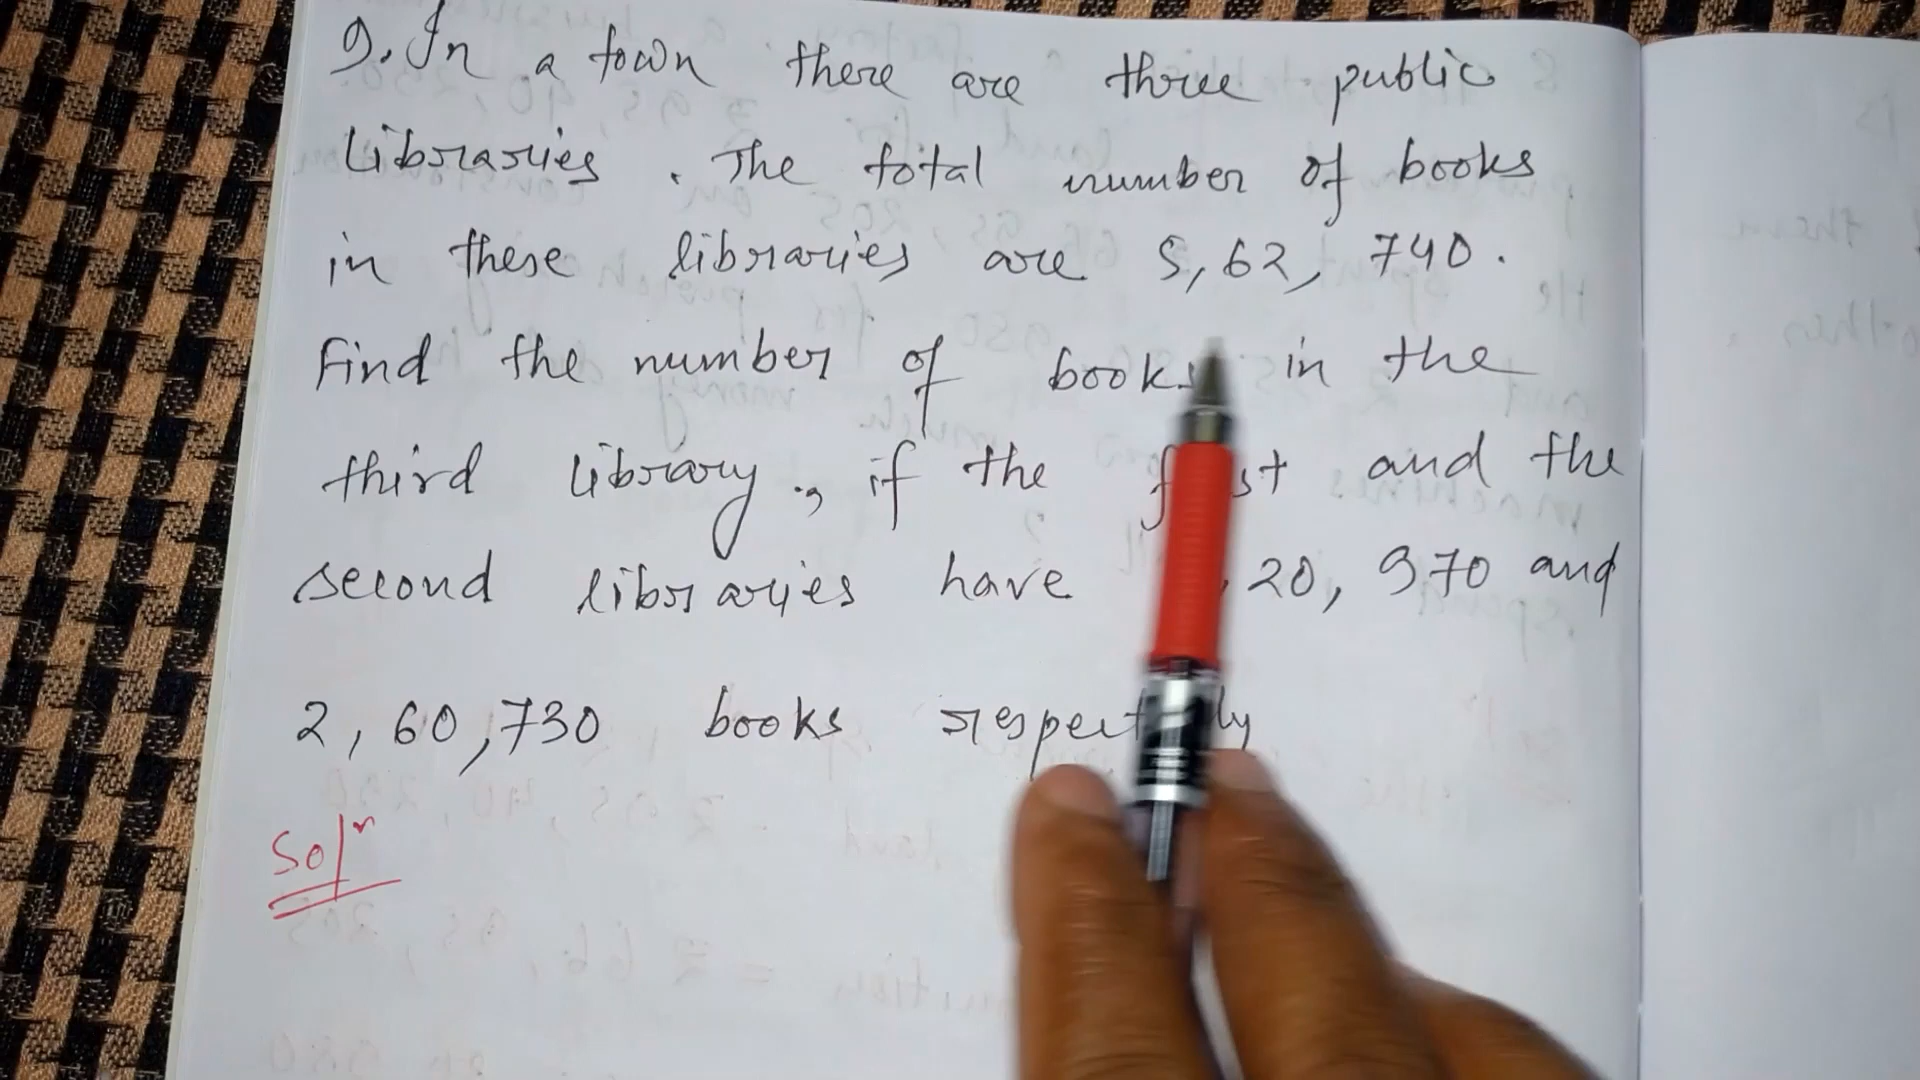 9. In a town there are three public
libraries. The total number of books
in these libraries are 5,62,740.
Find the number of books in the
third library, if the and the
second libraries have 20,970 and
2,60,730 books
Solⁿ